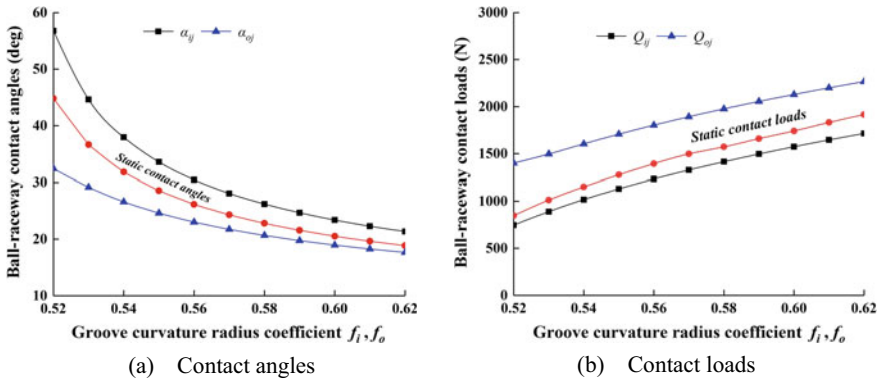 60
50
40
30
20
10
0.52 0.54 0.56 0.58 0.60 0.62
Ball-raceway contact angles (deg)
α_ij α_oj
Static contact angles
Groove curvature radius coefficient f_i, f_o
(a) Contact angles
3000
2500
2000
1500
1000
500
0
0.52 0.54 0.56 0.58 0.60 0.62
Ball-raceway contact loads (N)
Q_ij Q_oj
Static contact loads
Groove curvature radius coefficient f_i, f_o
(b) Contact loads